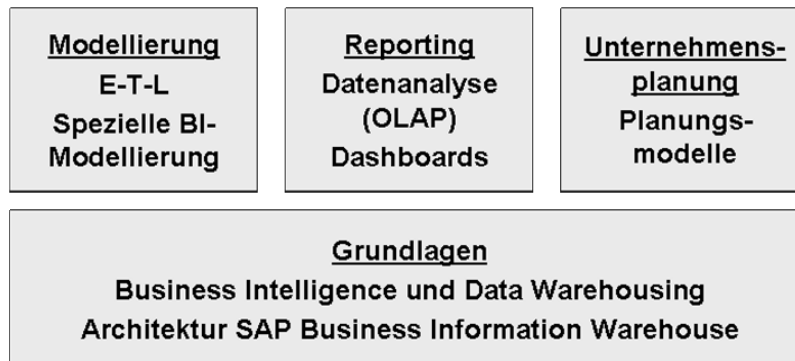 Modellierung
E-T-L
Spezielle BI-
Modellierung
Reporting
Datenanalyse
(OLAP)
Dashboards
Unternehmens-
planung
Planungs-
modelle
Grundlagen
Business Intelligence und Data Warehousing
Architektur SAP Business Information Warehouse